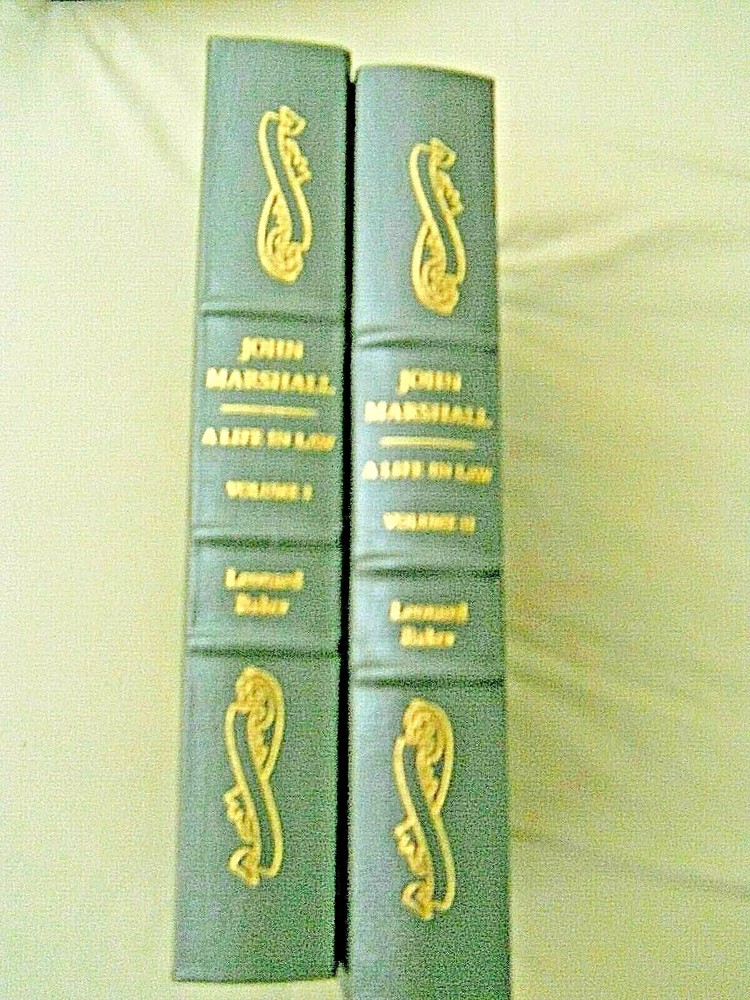 JOHN
MARSHALL
A LIFE IN LAW
VOLUME I
Leonard
Baker
JOHN
MARSHALL
A LIFE IN LAW
VOLUME II
Leonard
Baker